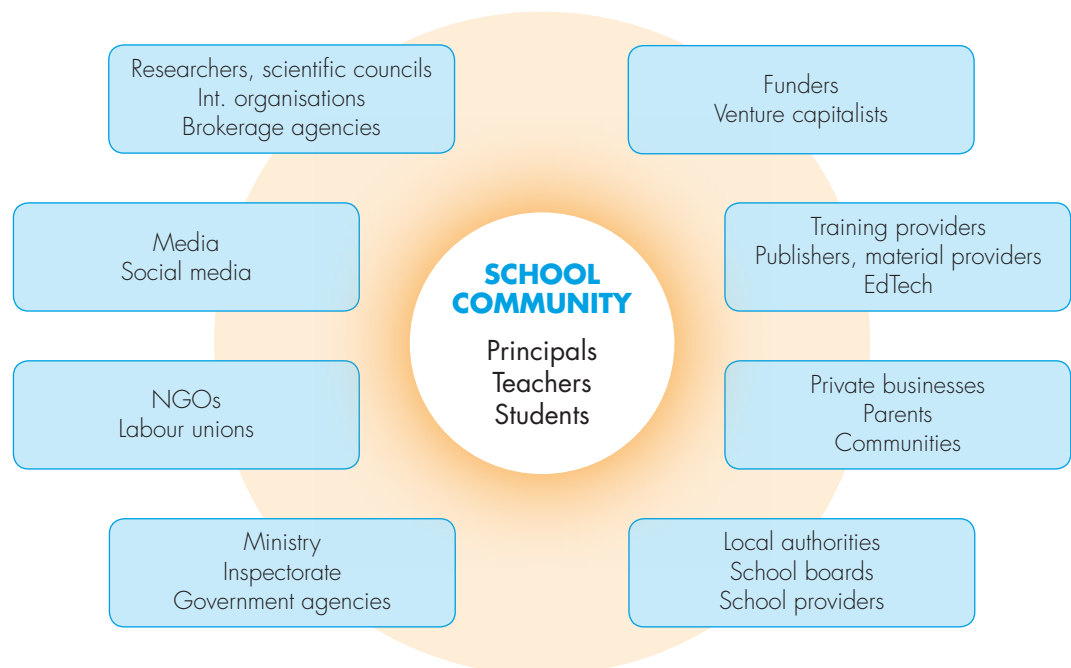 Researchers, scientific councils
Int. organisations
Brokerage agencies
Funders
Venture capitalists
Media
Social media
SCHOOL
COMMUNITY
Principals
Teachers
Students
Training providers
Publishers, material providers
EdTech
NGOs
Labour unions
Private businesses
Parents
Communities
Ministry
Inspectorate
Government agencies
Local authorities
School boards
School providers